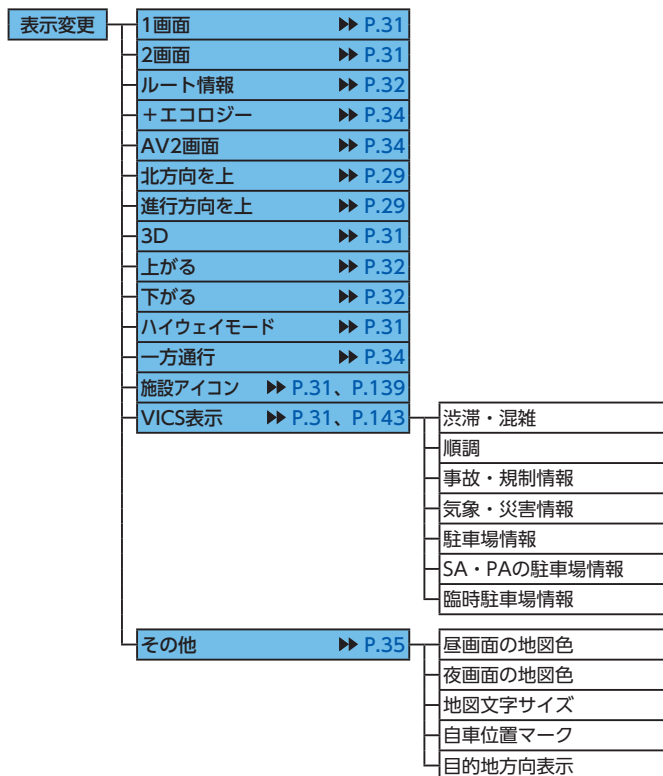 表示変更
1画面 ▶▶ P.31
2画面 ▶▶ P.31
ルート情報 ▶▶ P.32
＋エコロジー ▶▶ P.34
AV2画面 ▶▶ P.34
北方向を上 ▶▶ P.29
進行方向を上 ▶▶ P.29
3D ▶▶ P.31
上がる ▶▶ P.32
下がる ▶▶ P.32
ハイウェイモード ▶▶ P.31
一方通行 ▶▶ P.34
施設アイコン ▶▶ P.31、P.139
VICS表示 ▶▶ P.31、P.143
渋滞・混雑
順調
事故・規制情報
気象・災害情報
駐車場情報
SA・PAの駐車場情報
臨時駐車場情報
その他 ▶▶ P.35
昼画面の地図色
夜画面の地図色
地図文字サイズ
自車位置マーク
目的地方向表示